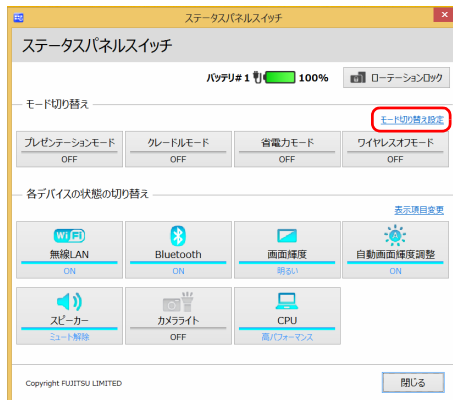 ステータスパネルスイッチ
ステータスパネルスイッチ
バッテリ#1 100% ローテーションロック
モード切り替え
モード切り替え設定
プレゼンテーションモード クレードルモード 省電力モード ワイヤレスオフモード
OFF OFF OFF OFF
各デバイスの状態の切り替え
表示項目変更
WiFi
無線LAN Bluetooth 画面輝度 自動画面輝度調整
ON ON 明るい ON
スピーカー カメラライト CPU
ミュート解除 OFF 高パフォーマンス
Copyright FUJITSU LIMITED 閉じる